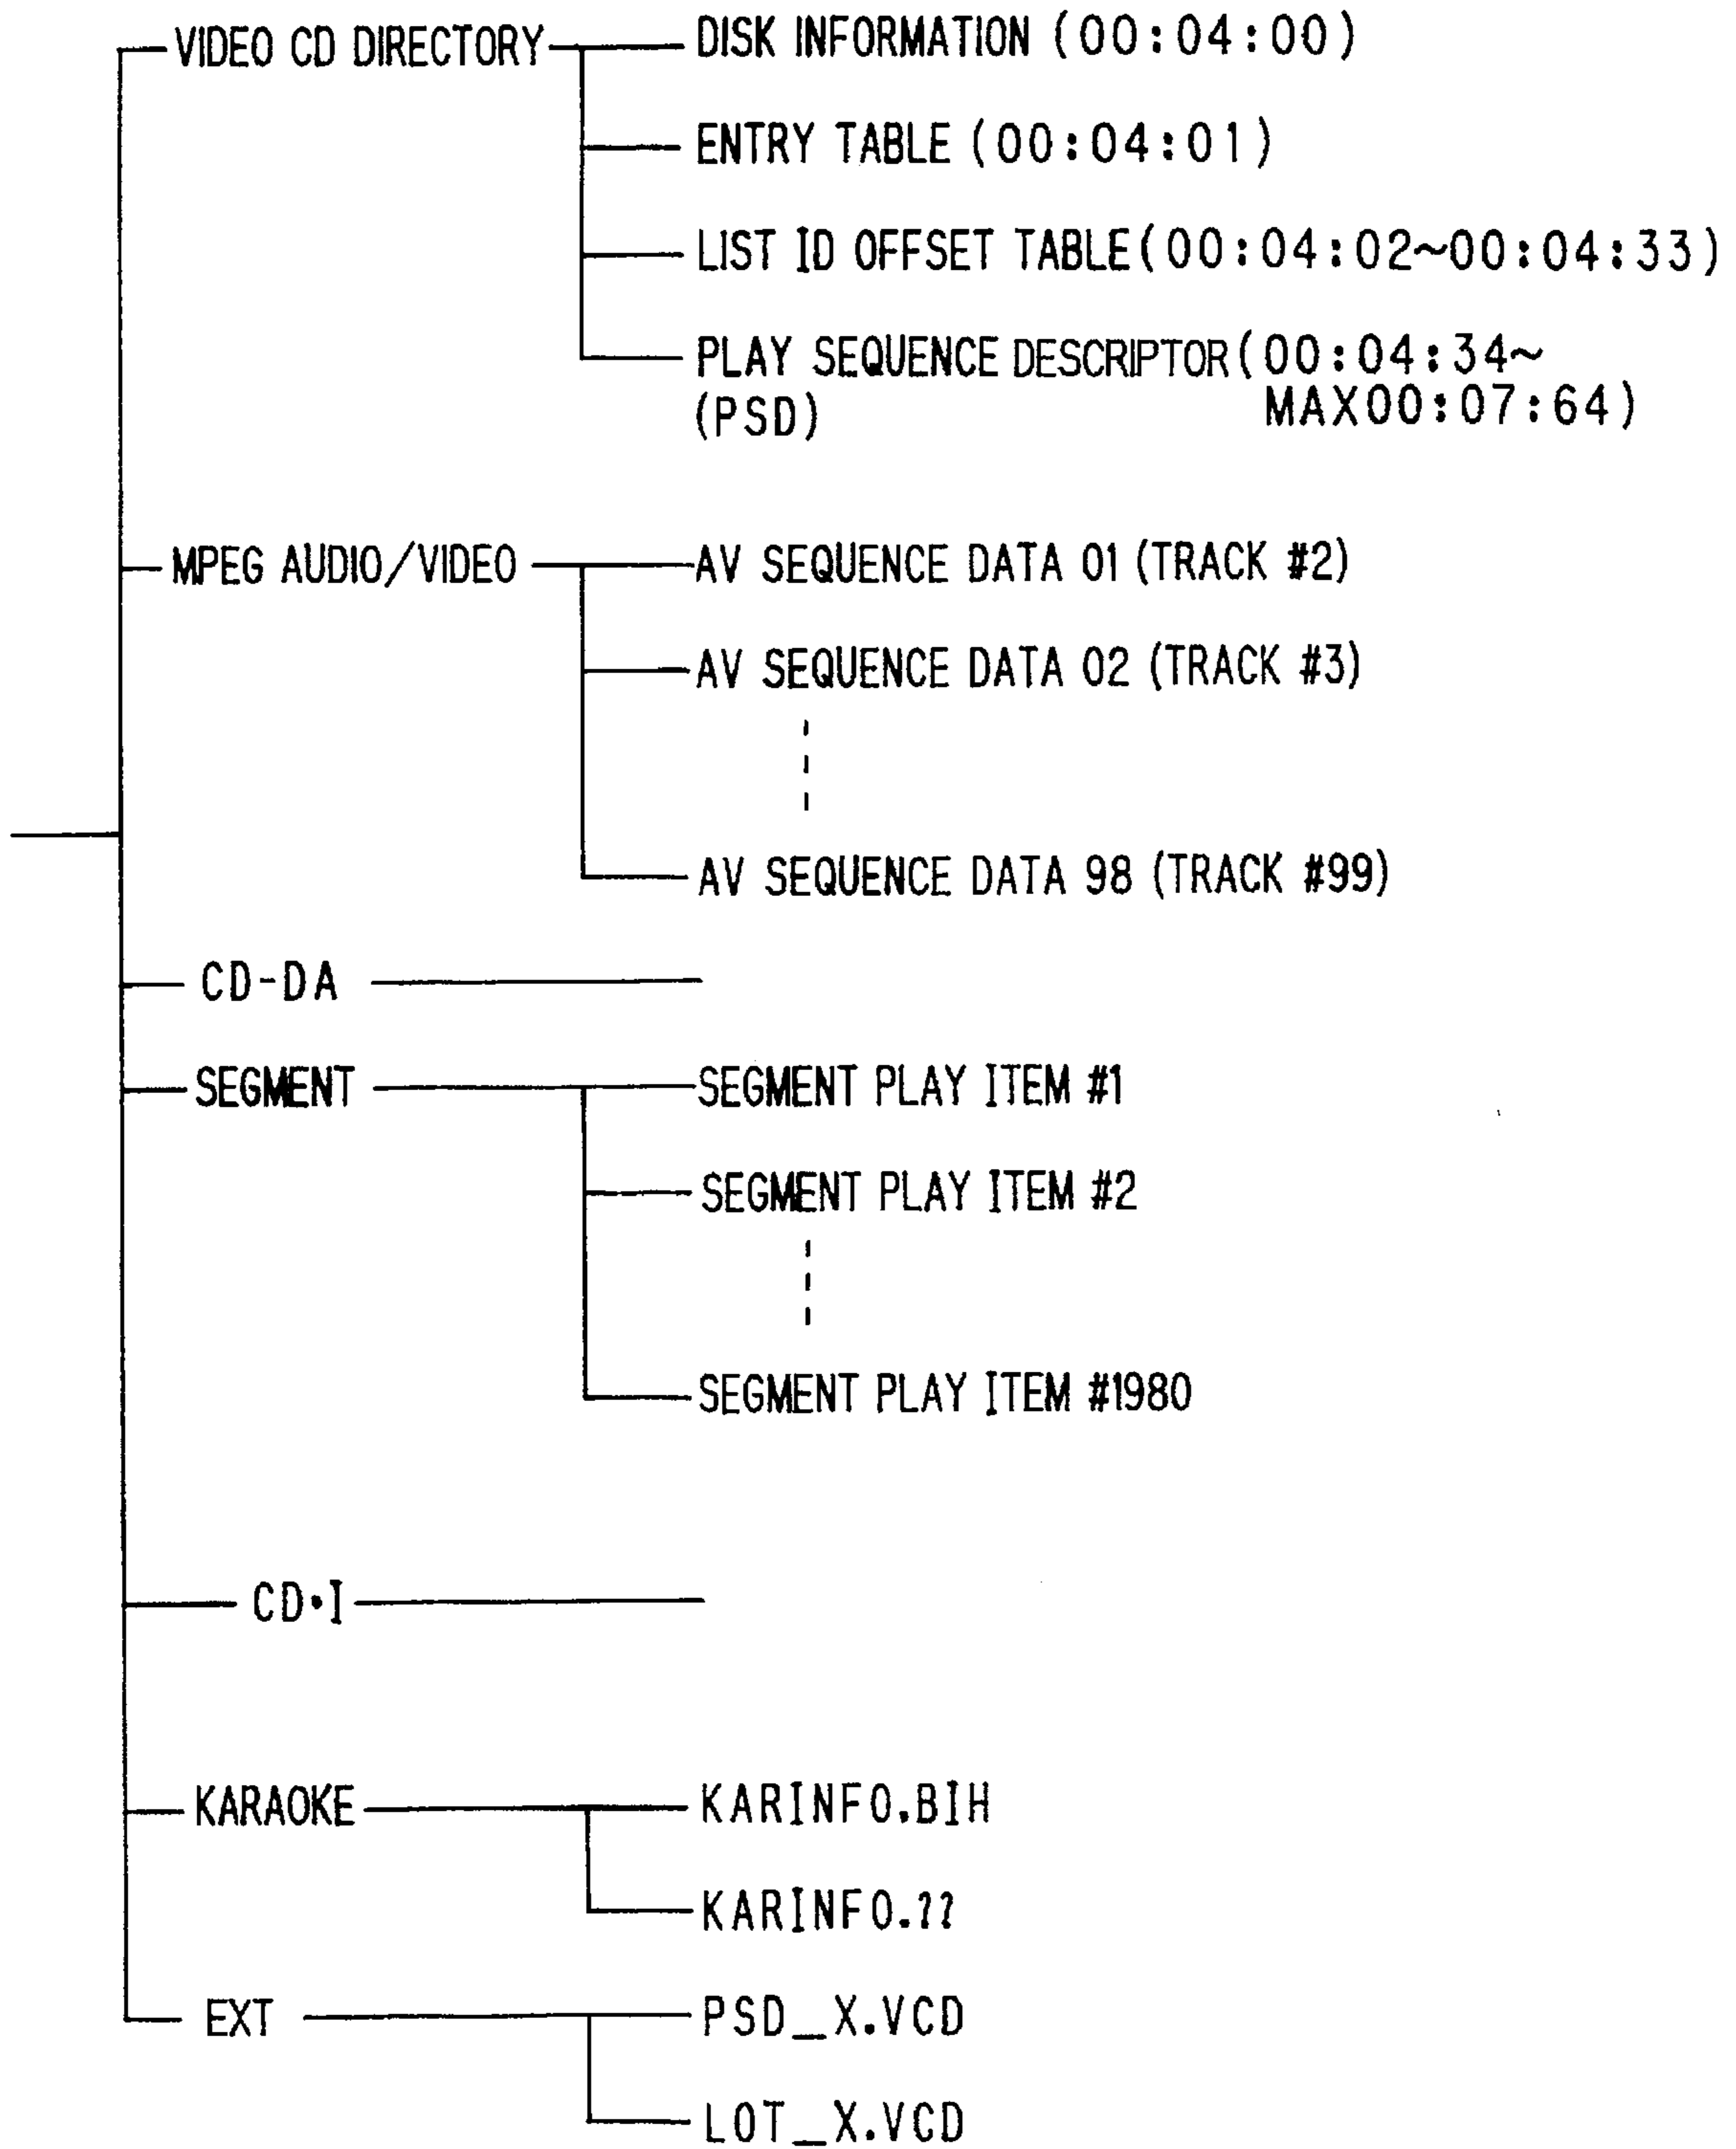 VIDEO CD DIRECTORY
DISK INFORMATION (00:04:00)
ENTRY TABLE (00:04:01)
LIST ID OFFSET TABLE(00:04:02~00:04:33)
PLAY SEQUENCE DESCRIPTOR(00:04:34~
(PSD) MAX00:07:64)
MPEG AUDIO/VIDEO
AV SEQUENCE DATA 01 (TRACK #2)
AV SEQUENCE DATA 02 (TRACK #3)
AV SEQUENCE DATA 98 (TRACK #99)
CD-DA
SEGMENT
SEGMENT PLAY ITEM #1
SEGMENT PLAY ITEM #2
SEGMENT PLAY ITEM #1980
CD•I
KARAOKE
KARINFO.BIH
KARINFO.??
EXT
PSD_X.VCD
LOT_X.VCD